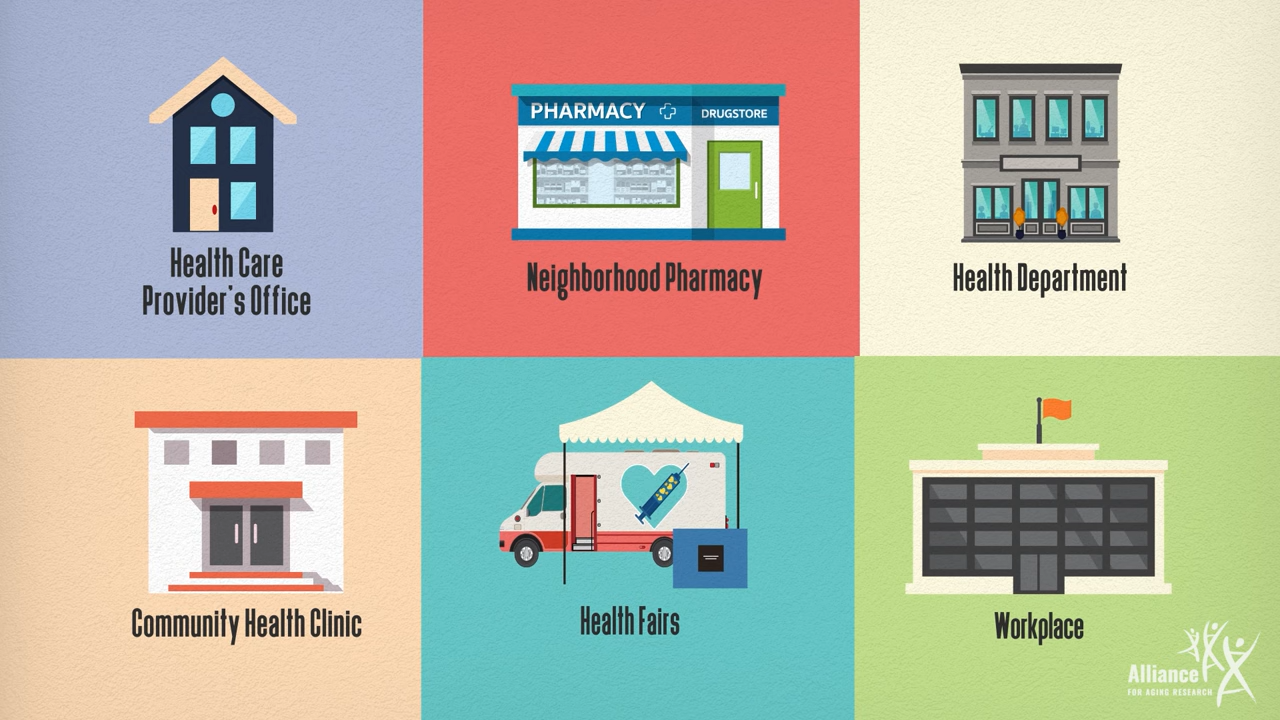 PHARMACY
DRUGSTORE
Health Care
Provider's Office
Neighborhood Pharmacy
Health Department
Community Health Clinic
Health Fairs
Workplace
Alliance
FOR AGING RESEARCH